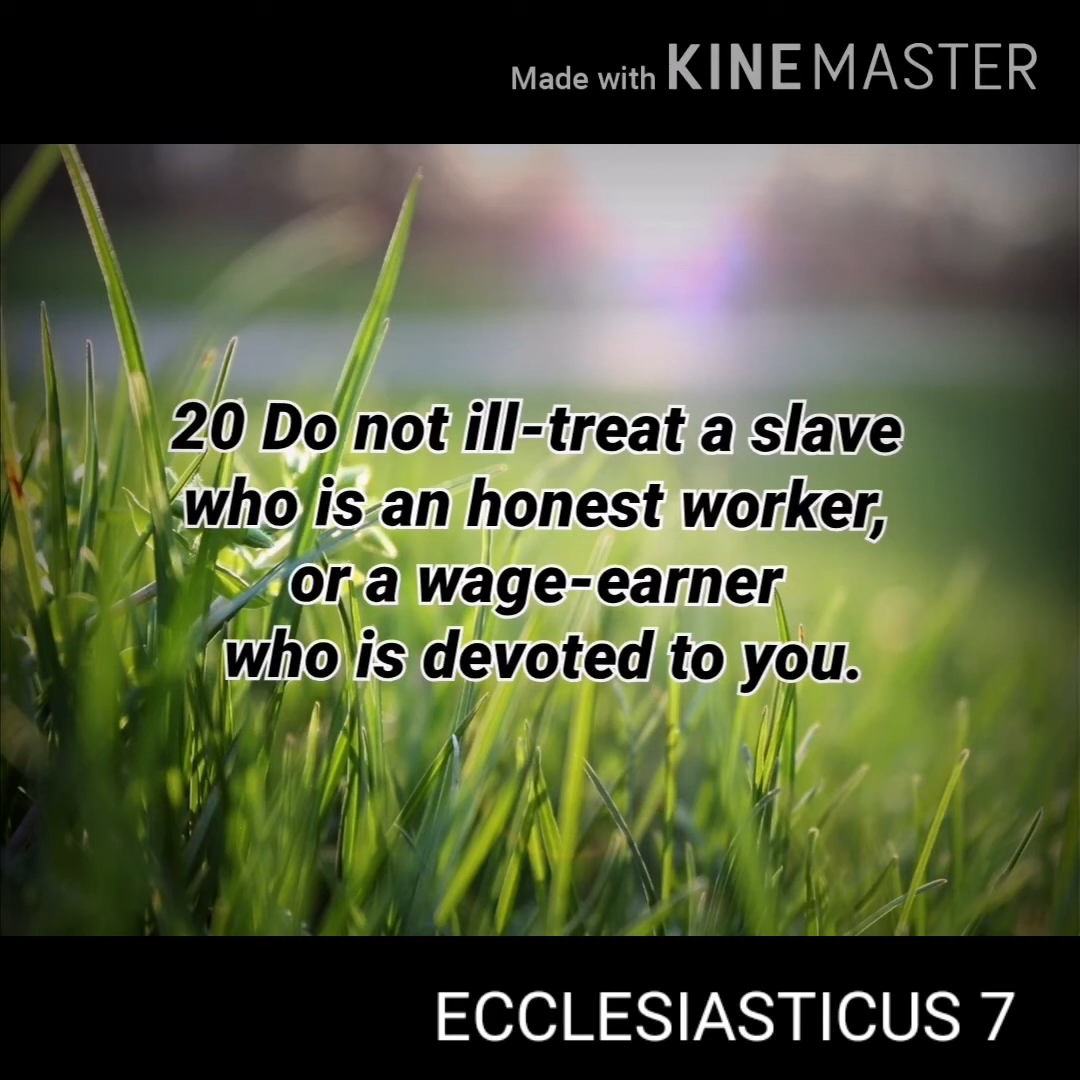 Made with KINEMASTER
20 Do not ill-treat a slave
who is an honest worker,
or a wage-earner
who is devoted to you.
ECCLESIASTICUS 7